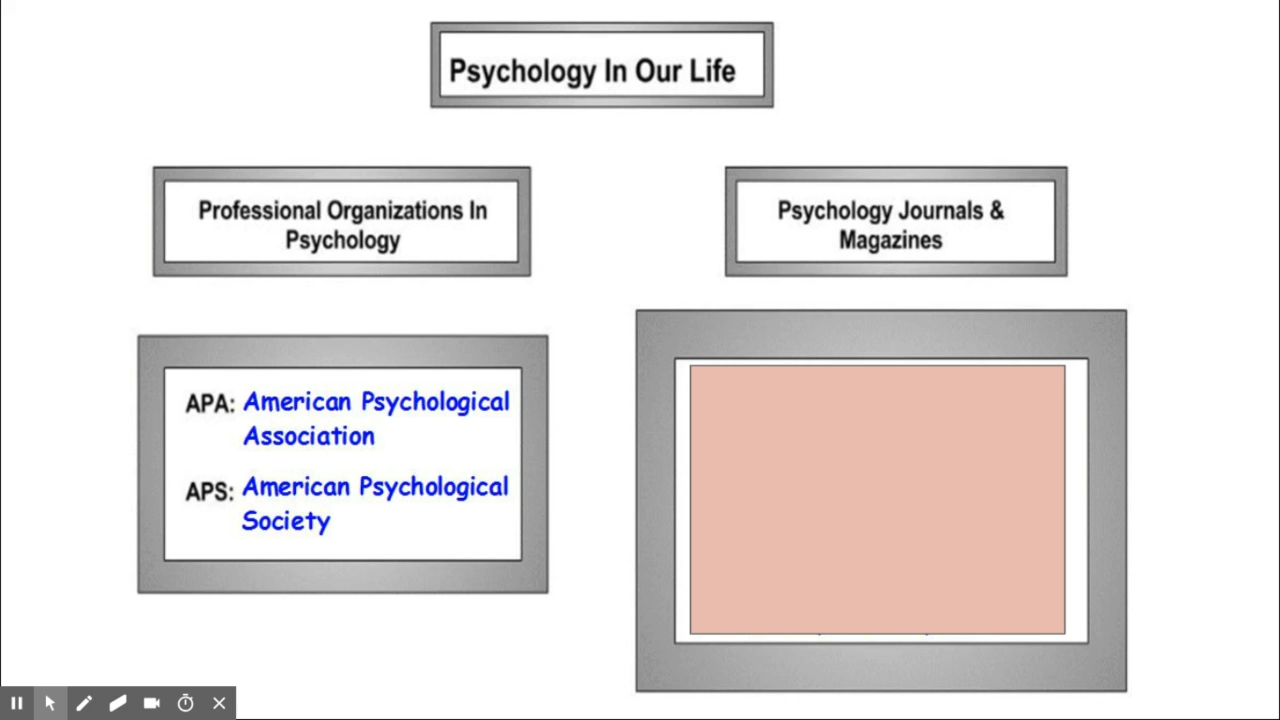 Psychology In Our Life
Professional Organizations In
Psychology
Psychology Journals &
Magazines
APA: American Psychological
Association
APS: American Psychological
Society